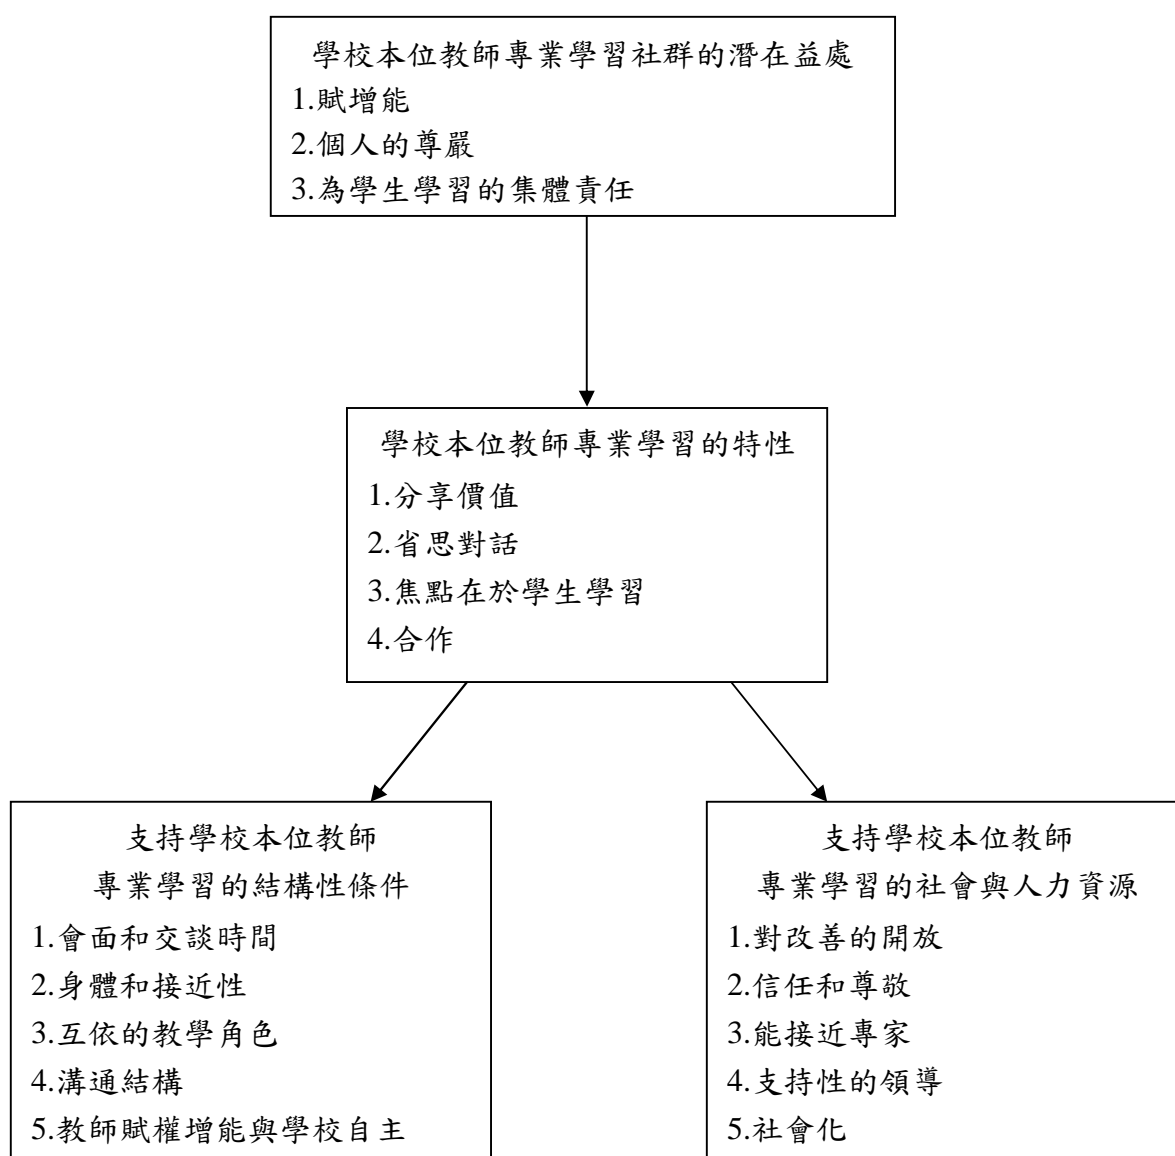 學校本位教師專業學習社群的潛在益處
1.賦增能
2.個人的尊嚴
3.為學生學習的集體責任
學校本位教師專業學習的特性
1.分享價值
2.省思對話
3.焦點在於學生學習
4.合作
支持學校本位教師
專業學習的結構性條件
1.會面和交談時間
2.身體和接近性
3.互依的教學角色
4.溝通結構
5.教師賦權增能與學校自主
支持學校本位教師
專業學習的社會與人力資源
1.對改善的開放
2.信任和尊敬
3.能接近專家
4.支持性的領導
5.社會化